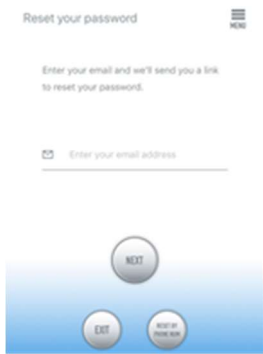 Reset your password
MENU
Enter your email and we'll send you a link
to reset your password.
Enter your email address
NEXT
EXIT
RESET BY
PHONE NUM